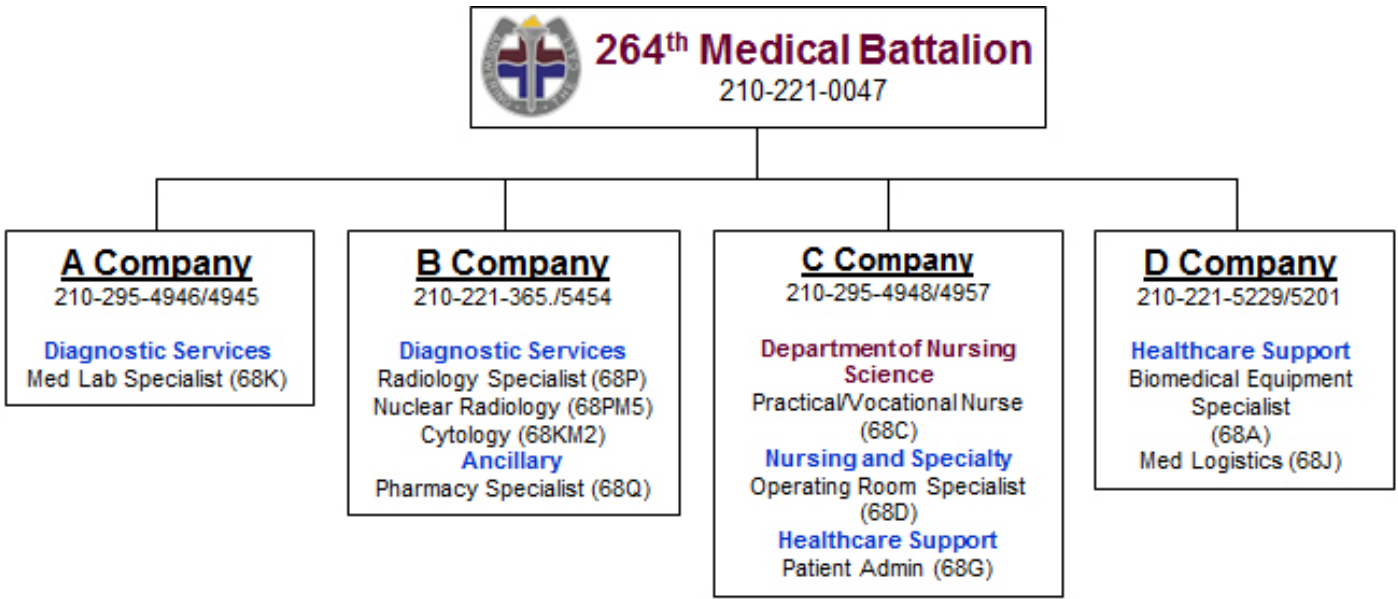 264th Medical Battalion
210-221-0047
ANSWERING THE CALL
A Company
210-295-4946/4945
Diagnostic Services
Med Lab Specialist (68K)
B Company
210-221-365./5454
Diagnostic Services
Radiology Specialist (68P)
Nuclear Radiology (68PM5)
Cytology (68KM2)
Ancillary
Pharmacy Specialist (68Q)
C Company
210-295-4948/4957
Department of Nursing
Science
Practical/Vocational Nurse
(68C)
Nursing and Specialty
Operating Room Specialist
(68D)
Healthcare Support
Patient Admin (68G)
D Company
210-221-5229/5201
Healthcare Support
Biomedical Equipment
Specialist
(68A)
Med Logistics (68J)